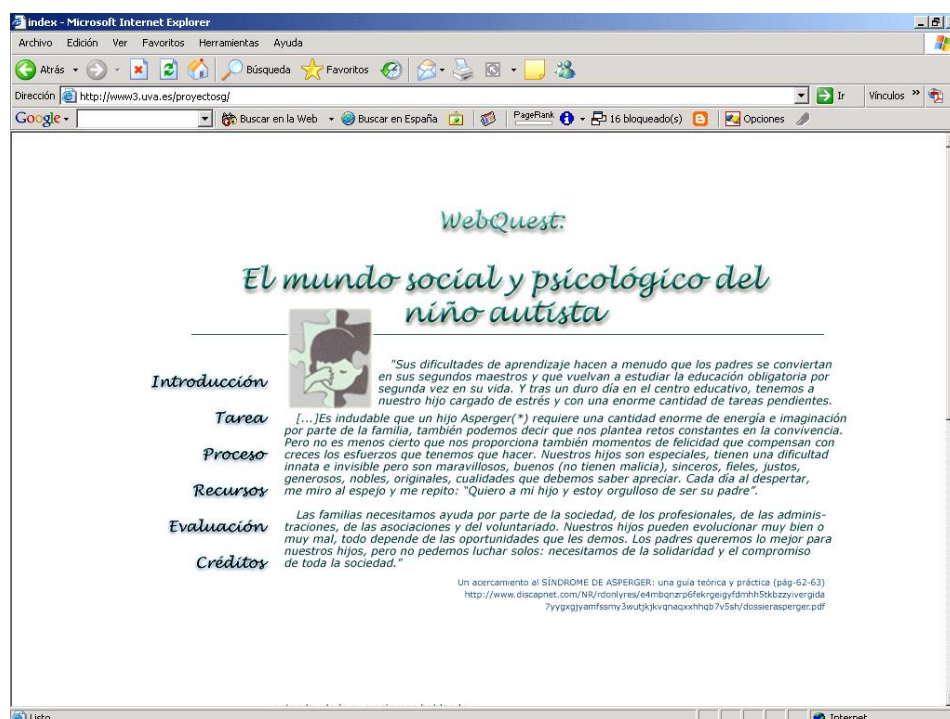 index - Microsoft Internet Explorer
Archivo Edición Ver Favoritos Herramientas Ayuda
Atrás Búsqueda Favoritos
Dirección http://www3.uva.es/proyectosg/ Ir Vínculos »
Google Buscar en la Web Buscar en España PageRank 16 bloqueado(s) Opciones
WebQuest:
El mundo social y psicológico del
niño autista
Introducción
Tarea
Proceso
Recursos
Evaluación
Créditos
"Sus dificultades de aprendizaje hacen a menudo que los padres se conviertan
en sus segundos maestros y que vuelvan a estudiar la educación obligatoria por
segunda vez en su vida. Y tras un duro día en el centro educativo, tenemos a
nuestro hijo cargado de estrés y con una enorme cantidad de tareas pendientes.
[...]Es indudable que un hijo Asperger(*) requiere una cantidad enorme de energía e imaginación
por parte de la familia, también podemos decir que nos plantea retos constantes en la convivencia.
Pero no es menos cierto que nos proporciona también momentos de felicidad que compensan con
creces los esfuerzos que tenemos que hacer. Nuestros hijos son especiales, tienen una dificultad
innata e invisible pero son maravillosos, buenos (no tienen malicia), sinceros, fieles, justos,
generosos, nobles, originales, cualidades que debemos saber apreciar. Cada día al despertar,
me miro al espejo y me repito: "Quiero a mi hijo y estoy orgulloso de ser su padre".
Las familias necesitamos ayuda por parte de la sociedad, de los profesionales, de las adminis-
traciones, de las asociaciones y del voluntariado. Nuestros hijos pueden evolucionar muy bien o
muy mal, todo depende de las oportunidades que les demos. Los padres queremos lo mejor para
nuestros hijos, pero no pedemos luchar solos: necesitamos de la solidaridad y el compromiso
de toda la sociedad."
Un acercamiento al SÍNDROME DE ASPERGER: una guía teórica y práctica (pág-62-63)
http://www.discapnet.com/NR/rdonlyres/e4mbqnzrp6fekrgeigyfdmhh5tkbzzyivergida
7yygxgjyamfssmy3wutjkjkvqnaqxxhhqb7v5sh/dossierasperger.pdf
Listo Internet